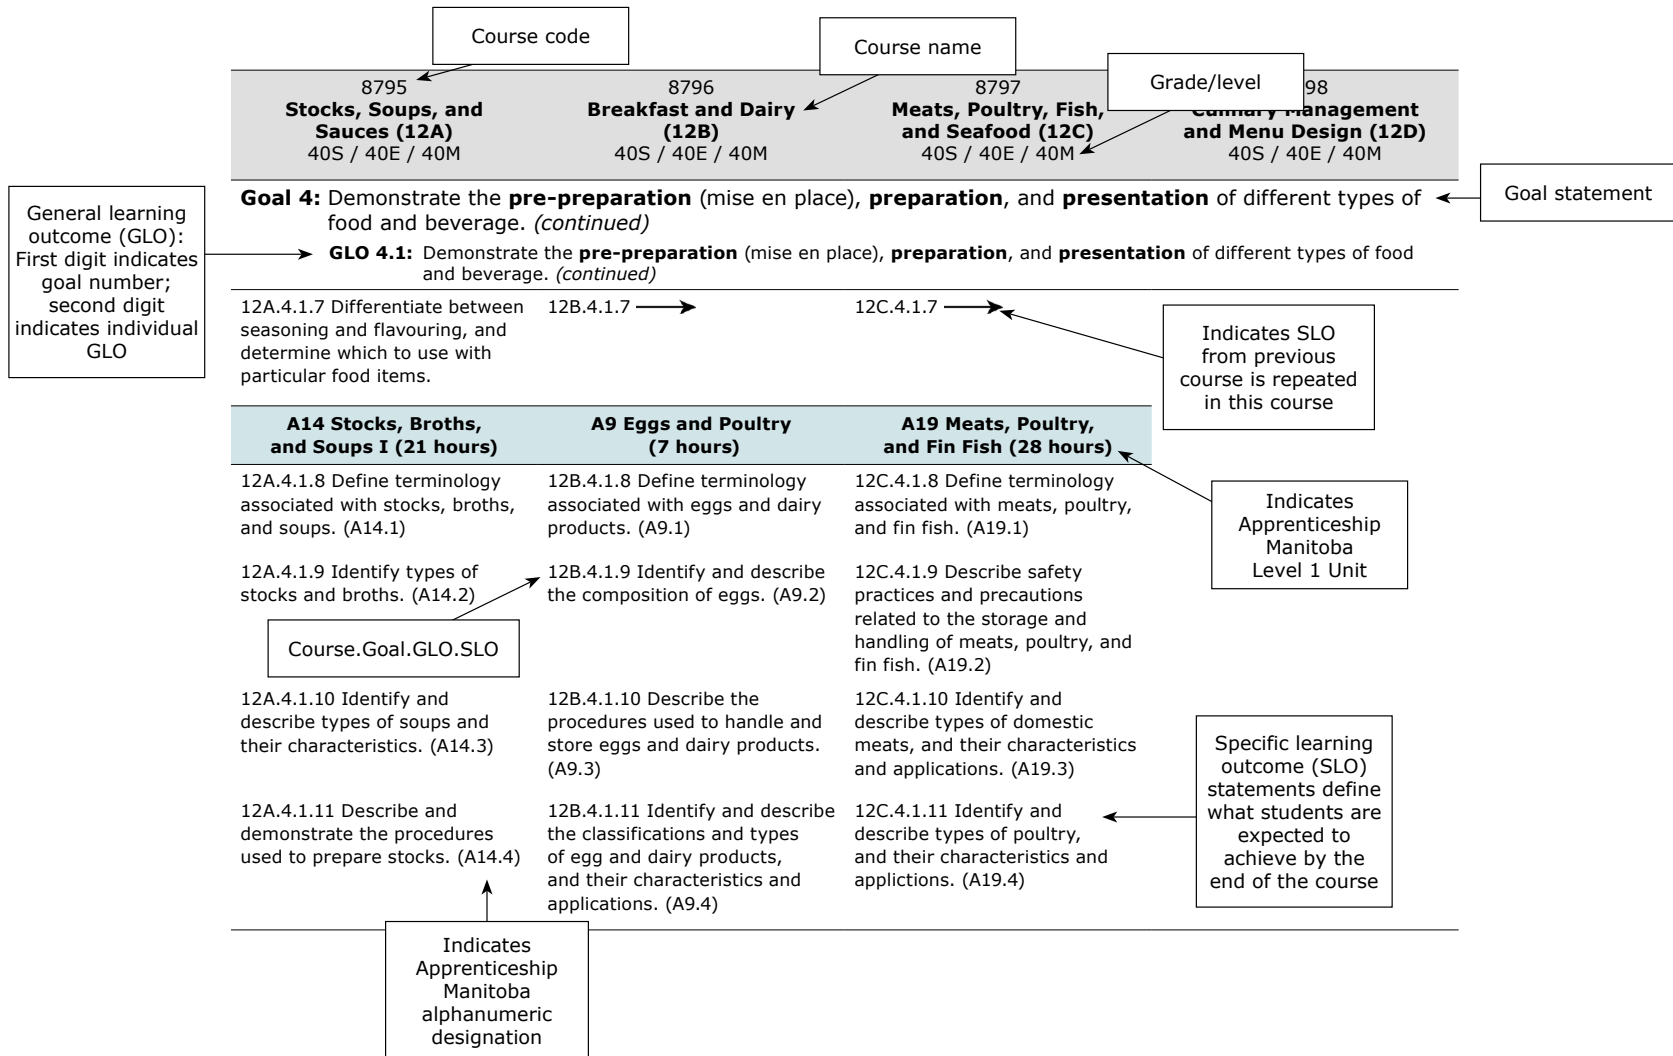 Course code
Course name
Grade/level
8795
Stocks, Soups, and
Sauces (12A)
40S / 40E / 40M
8796
Breakfast and Dairy
(12B)
40S / 40E / 40M
8797
Meats, Poultry, Fish,
and Seafood (12C)
40S / 40E / 40M
98
Culinary Management
and Menu Design (12D)
40S / 40E / 40M
General learning
outcome (GLO):
First digit indicates
goal number;
second digit
indicates individual
GLO
Goal 4: Demonstrate the pre-preparation (mise en place), preparation, and presentation of different types of
food and beverage. (continued)
Goal statement
GLO 4.1: Demonstrate the pre-preparation (mise en place), preparation, and presentation of different types of food
and beverage. (continued)
12A.4.1.7 Differentiate between
seasoning and flavouring, and
determine which to use with
particular food items.
12B.4.1.7
12C.4.1.7
Indicates SLO
from previous
course is repeated
in this course
A14 Stocks, Broths,
and Soups I (21 hours)
A9 Eggs and Poultry
(7 hours)
A19 Meats, Poultry,
and Fin Fish (28 hours)
Indicates
Apprenticeship
Manitoba
Level 1 Unit
12A.4.1.8 Define terminology
associated with stocks, broths,
and soups. (A14.1)
12B.4.1.8 Define terminology
associated with eggs and dairy
products. (A9.1)
12C.4.1.8 Define terminology
associated with meats, poultry,
and fin fish. (A19.1)
12A.4.1.9 Identify types of
stocks and broths. (A14.2)
12B.4.1.9 Identify and describe
the composition of eggs. (A9.2)
12C.4.1.9 Describe safety
practices and precautions
related to the storage and
handling of meats, poultry, and
fin fish. (A19.2)
Course.Goal.GLO.SLO
12A.4.1.10 Identify and
describe types of soups and
their characteristics. (A14.3)
12B.4.1.10 Describe the
procedures used to handle and
store eggs and dairy products.
(A9.3)
12C.4.1.10 Identify and
describe types of domestic
meats, and their characteristics
and applications. (A19.3)
Specific learning
outcome (SLO)
statements define
what students are
expected to
achieve by the
end of the course
12A.4.1.11 Describe and
demonstrate the procedures
used to prepare stocks. (A14.4)
12B.4.1.11 Identify and describe
the classifications and types
of egg and dairy products,
and their characteristics and
applications. (A9.4)
12C.4.1.11 Identify and
describe types of poultry,
and their characteristics and
applictions. (A19.4)
Indicates
Apprenticeship
Manitoba
alphanumeric
designation